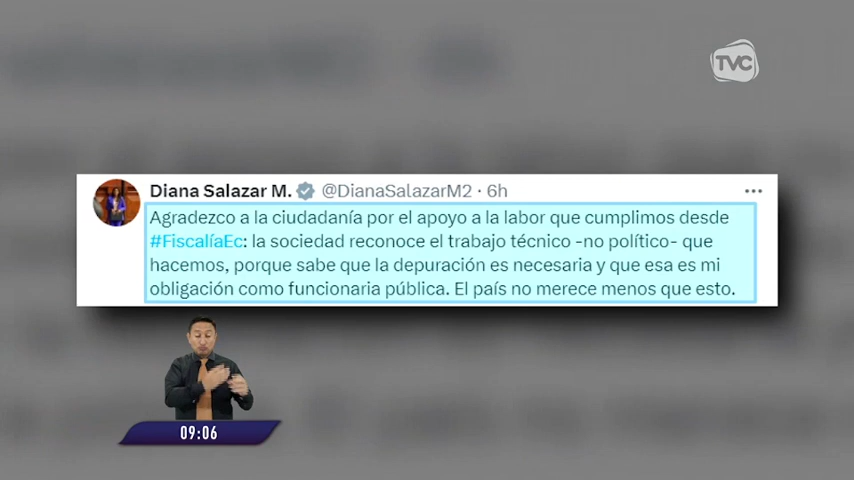 TVC
Diana Salazar M. @DianaSalazarM2 · 6h
Agradezco a la ciudadanía por el apoyo a la labor que cumplimos desde
#FiscalíaEc: la sociedad reconoce el trabajo técnico -no político- que
hacemos, porque sabe que la depuración es necesaria y que esa es mi
obligación como funcionaria pública. El país no merece menos que esto.
09:06